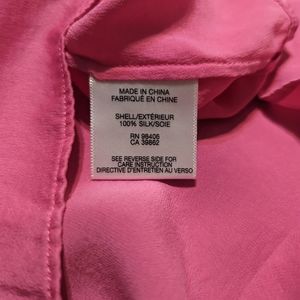 MADE IN CHINA
FABRIQUÉ EN CHINE
SHELL/EXTÉRIEUR
100% SILK/SOIE
RN 98406
CA 39862
SEE REVERSE SIDE FOR
CARE INSTRUCTION
DIRECTIVE D'ENTRETIEN AU VERSO